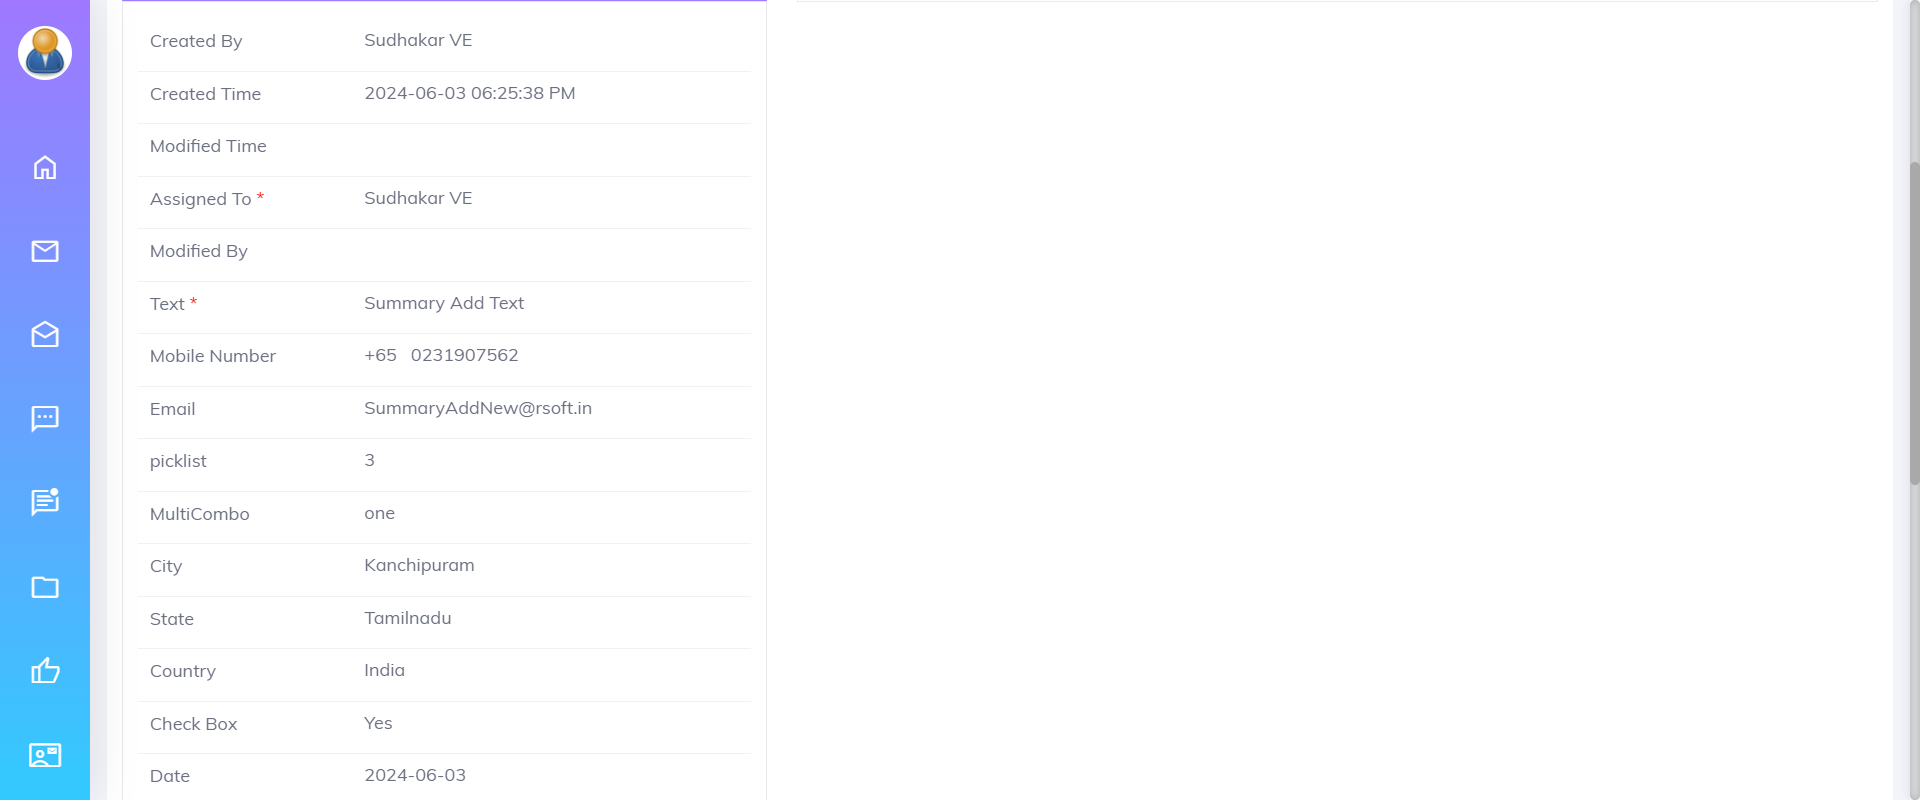 Created By Sudhakar VE
Created Time 2024-06-03 06:25:38 PM
Modified Time
Assigned To * Sudhakar VE
Modified By
Text * Summary Add Text
Mobile Number +65 0231907562
Email SummaryAddNew@rsoft.in
picklist 3
MultiCombo one
City Kanchipuram
State Tamilnadu
Country India
Check Box Yes
Date 2024-06-03